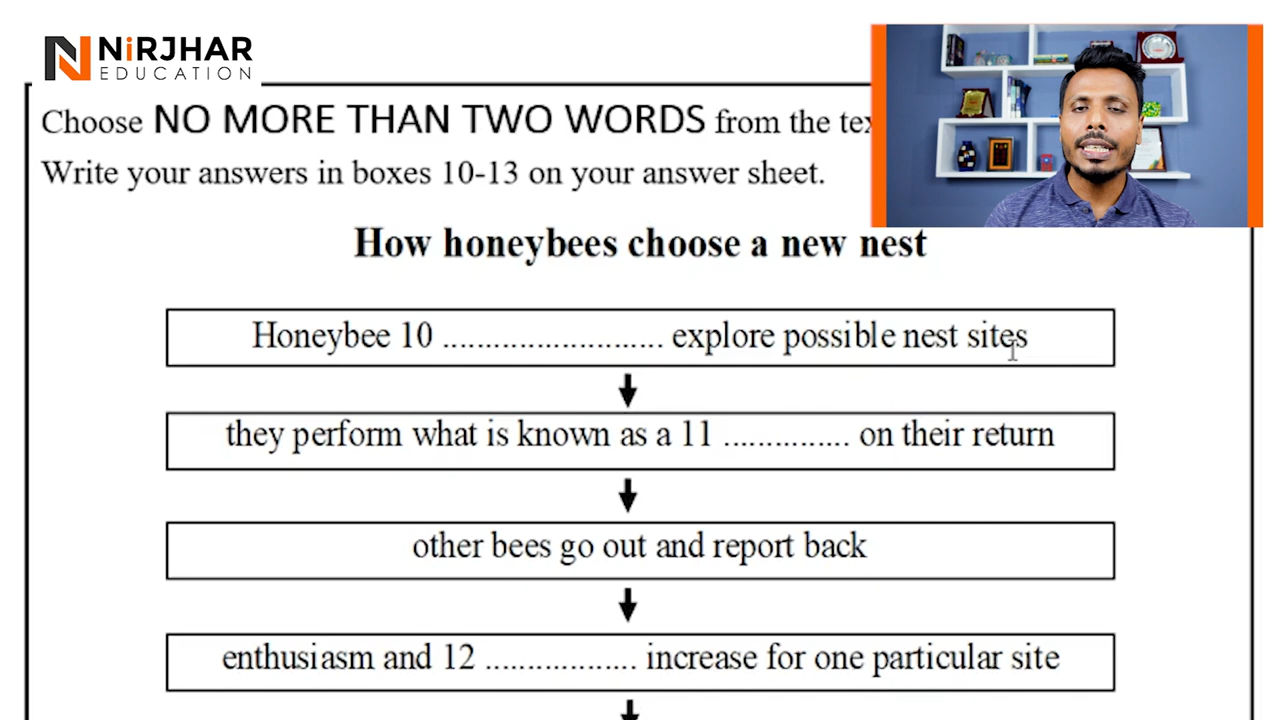 NiRJHAR
EDUCATION
Choose NO MORE THAN TWO WORDS from the
Write your answers in boxes 10-13 on your answer sheet.
How honeybees choose a new nest
Honeybee 10 .......................... explore possible nest sites
they perform what is known as a 11 ............... on their return
other bees go out and report back
enthusiasm and 12 .................. increase for one particular site